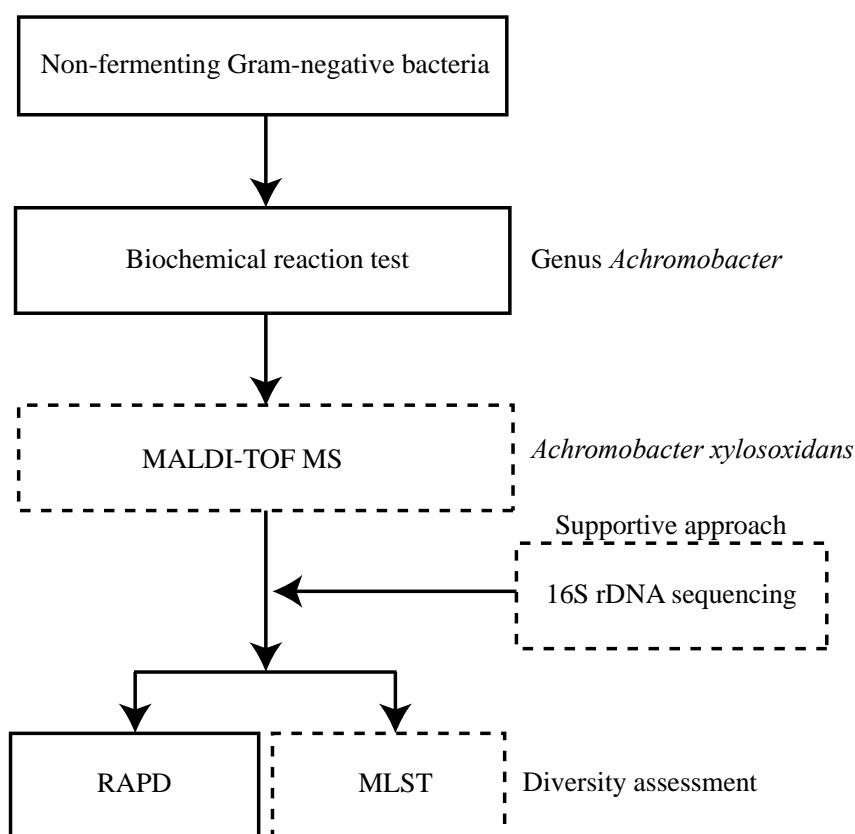 Non-fermenting Gram-negative bacteria
Biochemical reaction test
Genus Achromobacter
MALDI-TOF MS
Achromobacter xylosoxidans
Supportive approach
16S rDNA sequencing
RAPD
MLST
Diversity assessment